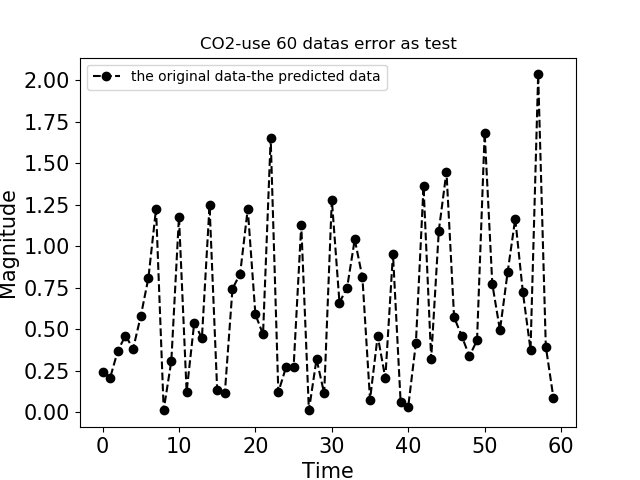 CO2-use 60 datas error as test
the original data-the predicted data
2.00
1.75
1.50
1.25
1.00
0.75
0.50
0.25
0.00
Magnitude
0 10 20 30 40 50 60
Time